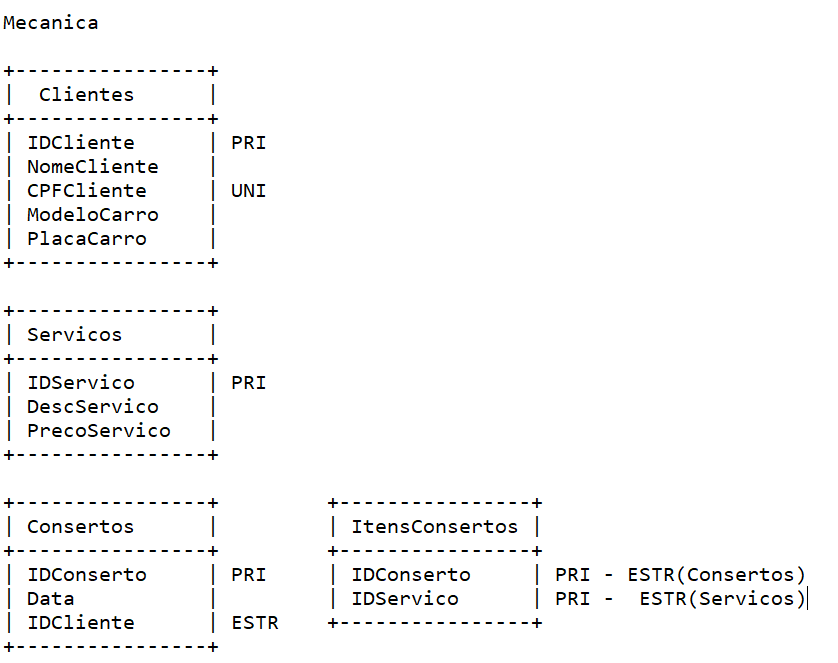 Mecanica
+----------------+
|  Clientes      |
+----------------+
| IDCliente      | PRI
| NomeCliente    |
| CPFCliente     | UNI
| ModeloCarro    |
| PlacaCarro     |
+----------------+
+----------------+
| Servicos       |
+----------------+
| IDServico      | PRI
| DescServico    |
| PrecoServico   |
+----------------+
+----------------+         +----------------+
| Consertos      |         | ItensConsertos |
+----------------+         +----------------+
| IDConserto     | PRI     | IDConserto     | PRI - ESTR(Consertos)
| Data           |         | IDServico      | PRI -  ESTR(Servicos)
| IDCliente      | ESTR    +----------------+
+----------------+